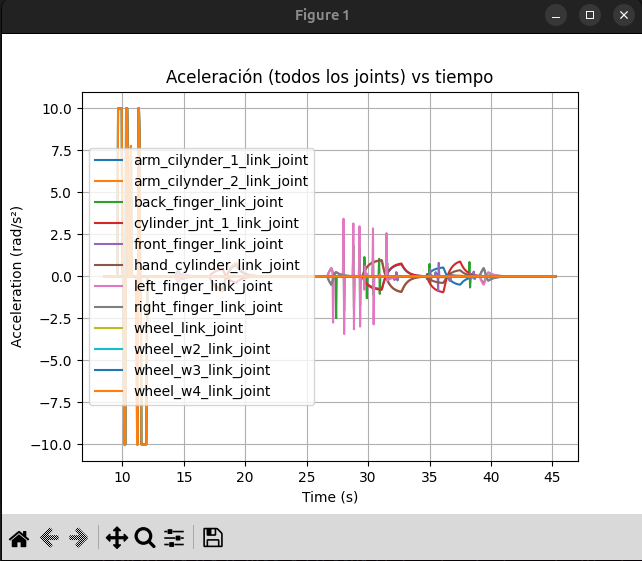 Figure 1
Aceleración (todos los joints) vs tiempo
10.0
7.5
5.0
2.5
0.0
−2.5
−5.0
−7.5
−10.0
Acceleration (rad/s²)
arm_cilynder_1_link_joint
arm_cilynder_2_link_joint
back_finger_link_joint
cylinder_jnt_1_link_joint
front_finger_link_joint
hand_cylinder_link_joint
left_finger_link_joint
right_finger_link_joint
wheel_link_joint
wheel_w2_link_joint
wheel_w3_link_joint
wheel_w4_link_joint
10 15 20 25 30 35 40 45
Time (s)